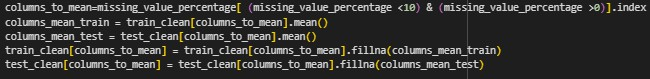 columns_to_mean=missing_value_percentage[ (missing_value_percentage <10) & (missing_value_percentage >0)].index
columns_mean_train = train_clean[columns_to_mean].mean()
columns_mean_test = test_clean[columns_to_mean].mean()
train_clean[columns_to_mean] = train_clean[columns_to_mean].fillna(columns_mean_train)
test_clean[columns_to_mean] = test_clean[columns_to_mean].fillna(columns_mean_test)